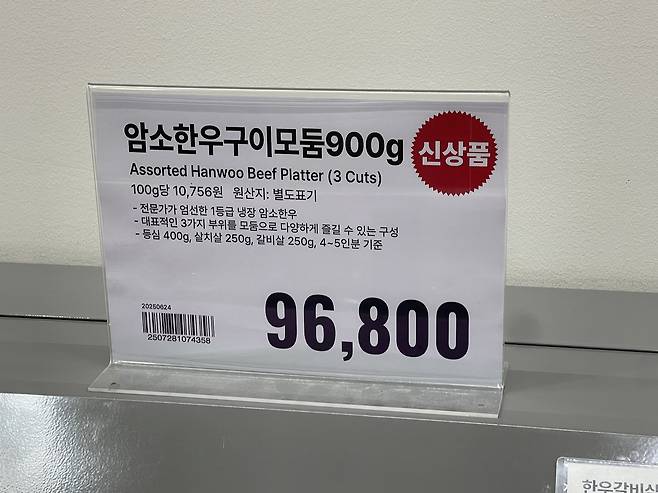 암소한우구이모둠900g
신상품
Assorted Hanwoo Beef Platter (3 Cuts)
100g당 10,756원 원산지: 별도표기
- 전문가가 엄선한 1등급 냉장 암소한우
- 대표적인 3가지 부위를 모둠으로 다양하게 즐길 수 있는 구성
- 등심 400g, 살치살 250g, 갈비살 250g, 4~5인분 기준
20250624
2507281074358
96,800